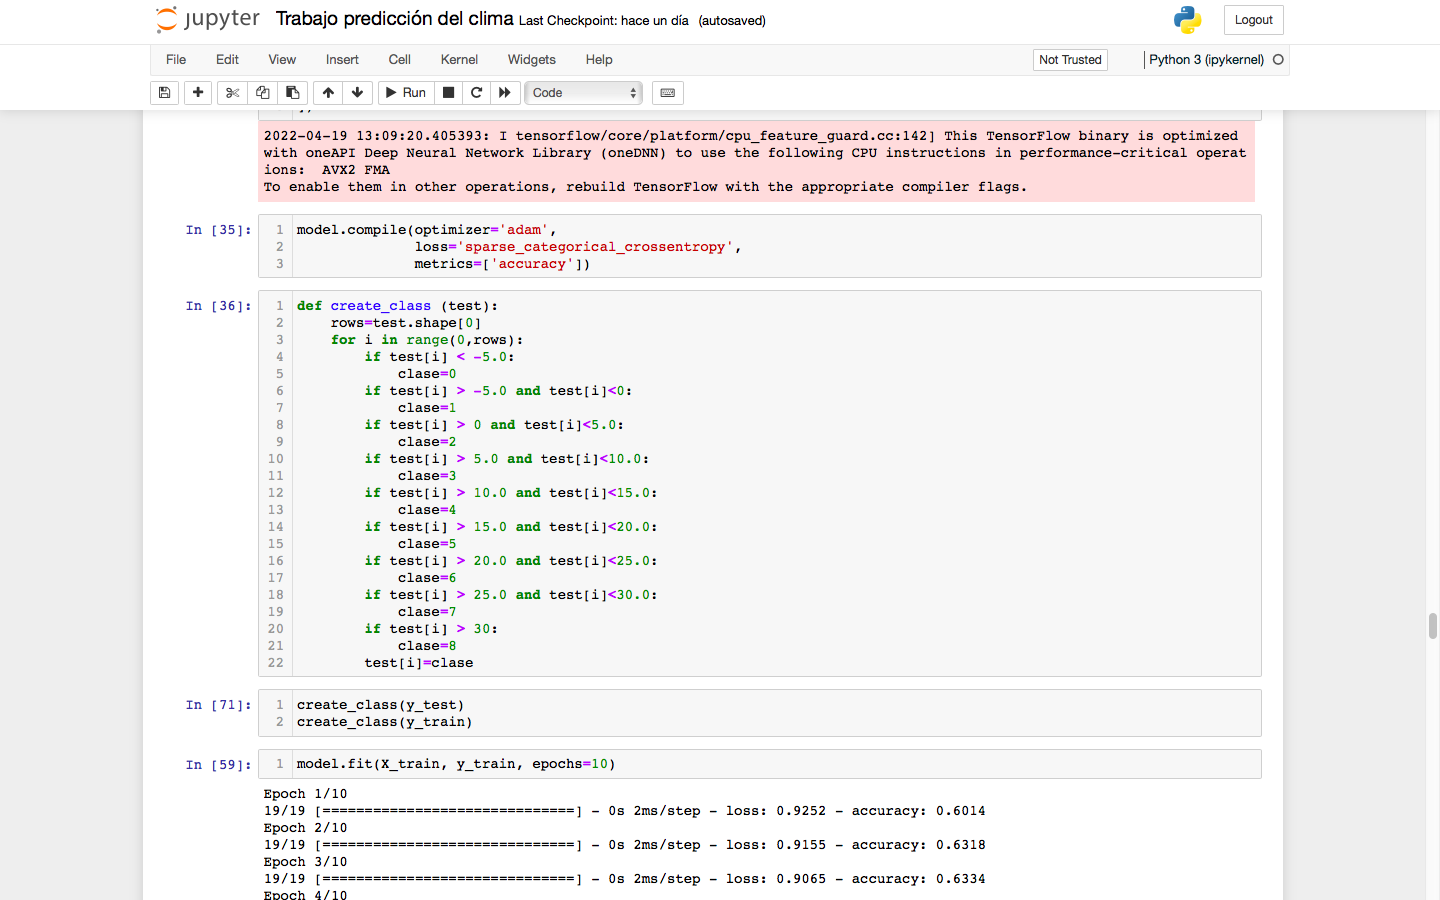 jupyter Trabajo predicción del clima Last Checkpoint: hace un día (autosaved)
Logout
File Edit View Insert Cell Kernel Widgets Help Not Trusted Python 3 (ipykernel)
Run Code
2022-04-19 13:09:20.405393: I tensorflow/core/platform/cpu_feature_guard.cc:142] This TensorFlow binary is optimized
with oneAPI Deep Neural Network Library (oneDNN) to use the following CPU instructions in performance-critical operat
ions:  AVX2 FMA
To enable them in other operations, rebuild TensorFlow with the appropriate compiler flags.
In [35]: 1 model.compile(optimizer='adam',
2               loss='sparse_categorical_crossentropy',
3               metrics=['accuracy'])
In [36]: 1 def create_class (test):
2     rows=test.shape[0]
3     for i in range(0,rows):
4         if test[i] < -5.0:
5             clase=0
6         if test[i] > -5.0 and test[i]<0:
7             clase=1
8         if test[i] > 0 and test[i]<5.0:
9             clase=2
10         if test[i] > 5.0 and test[i]<10.0:
11             clase=3
12         if test[i] > 10.0 and test[i]<15.0:
13             clase=4
14         if test[i] > 15.0 and test[i]<20.0:
15             clase=5
16         if test[i] > 20.0 and test[i]<25.0:
17             clase=6
18         if test[i] > 25.0 and test[i]<30.0:
19             clase=7
20         if test[i] > 30:
21             clase=8
22         test[i]=clase
In [71]: 1 create_class(y_test)
2 create_class(y_train)
In [59]: 1 model.fit(X_train, y_train, epochs=10)
Epoch 1/10
19/19 [==============================] - 0s 2ms/step - loss: 0.9252 - accuracy: 0.6014
Epoch 2/10
19/19 [==============================] - 0s 2ms/step - loss: 0.9155 - accuracy: 0.6318
Epoch 3/10
19/19 [==============================] - 0s 2ms/step - loss: 0.9065 - accuracy: 0.6334
Epoch 4/10